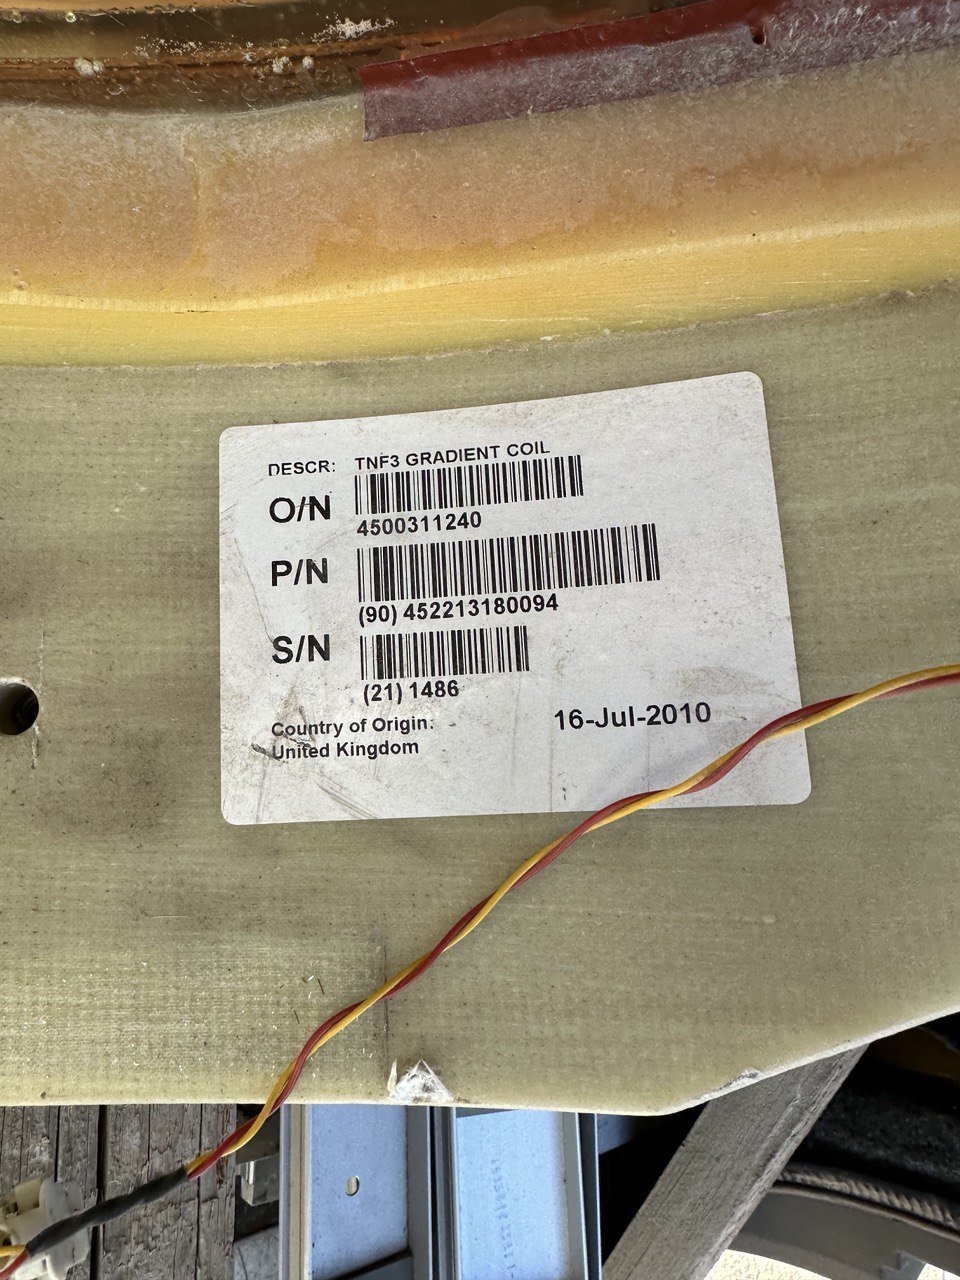 DESCR: TNF3 GRADIENT COIL
O/N
4500311240
P/N
(90) 452213180094
S/N
(21) 1486
Country of Origin: 16-Jul-2010
United Kingdom